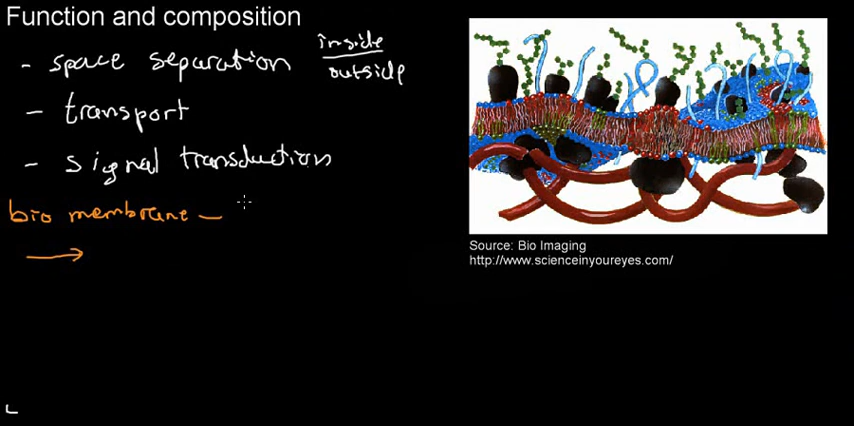 Function and composition
- space separation inside
outside
- transport
- signal transduction
bio membrane -
Source: Bio Imaging
http://www.scienceinyoureyes.com/